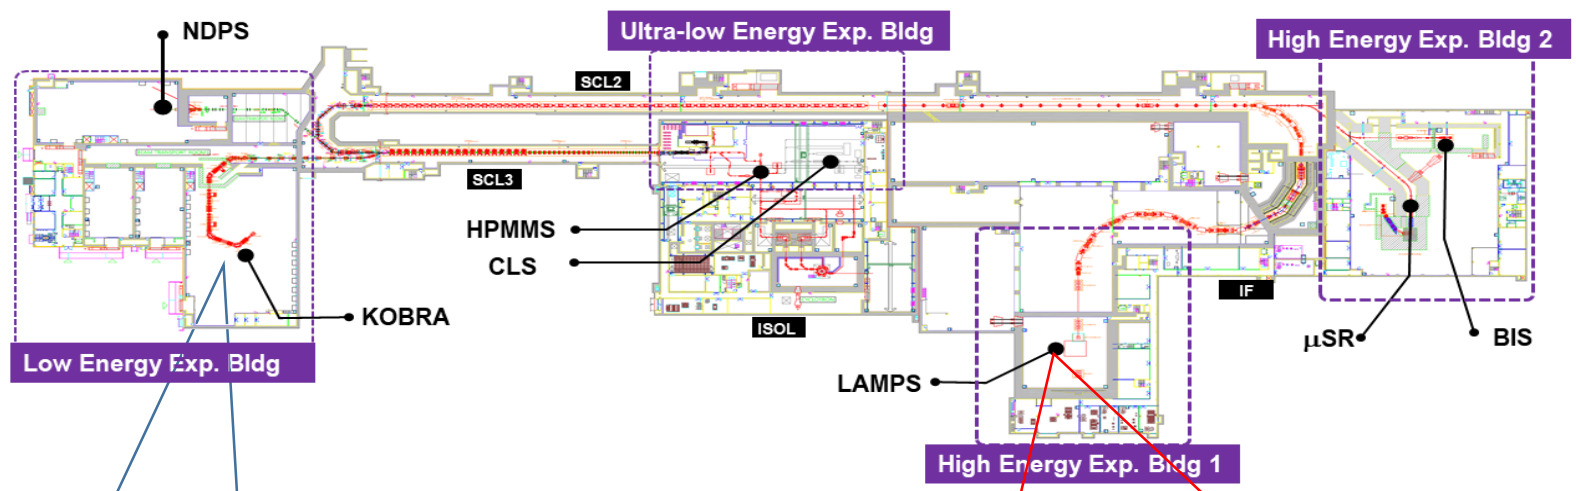 NDPS
Ultra-low Energy Exp. Bldg
High Energy Exp. Bldg 2
SCL2
SCL3
HPMMS
CLS
KOBRA
ISOL
IF
μSR
BIS
Low Energy Exp. Bldg
LAMPS
High Energy Exp. Bldg 1